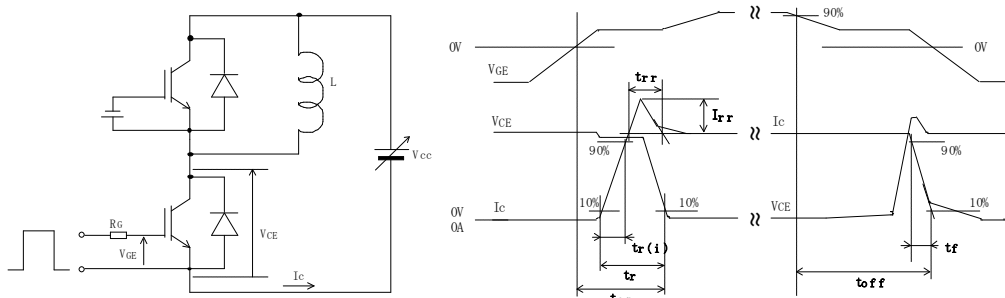 L
Vcc
RG
VGE
VCE
Ic
0V
90%
0V
VGE
trr
Irr
VCE
Ic
90%
90%
10%
10%
Ic
0V
0A
VCE
10%
tr(i)
tr
tf
toff